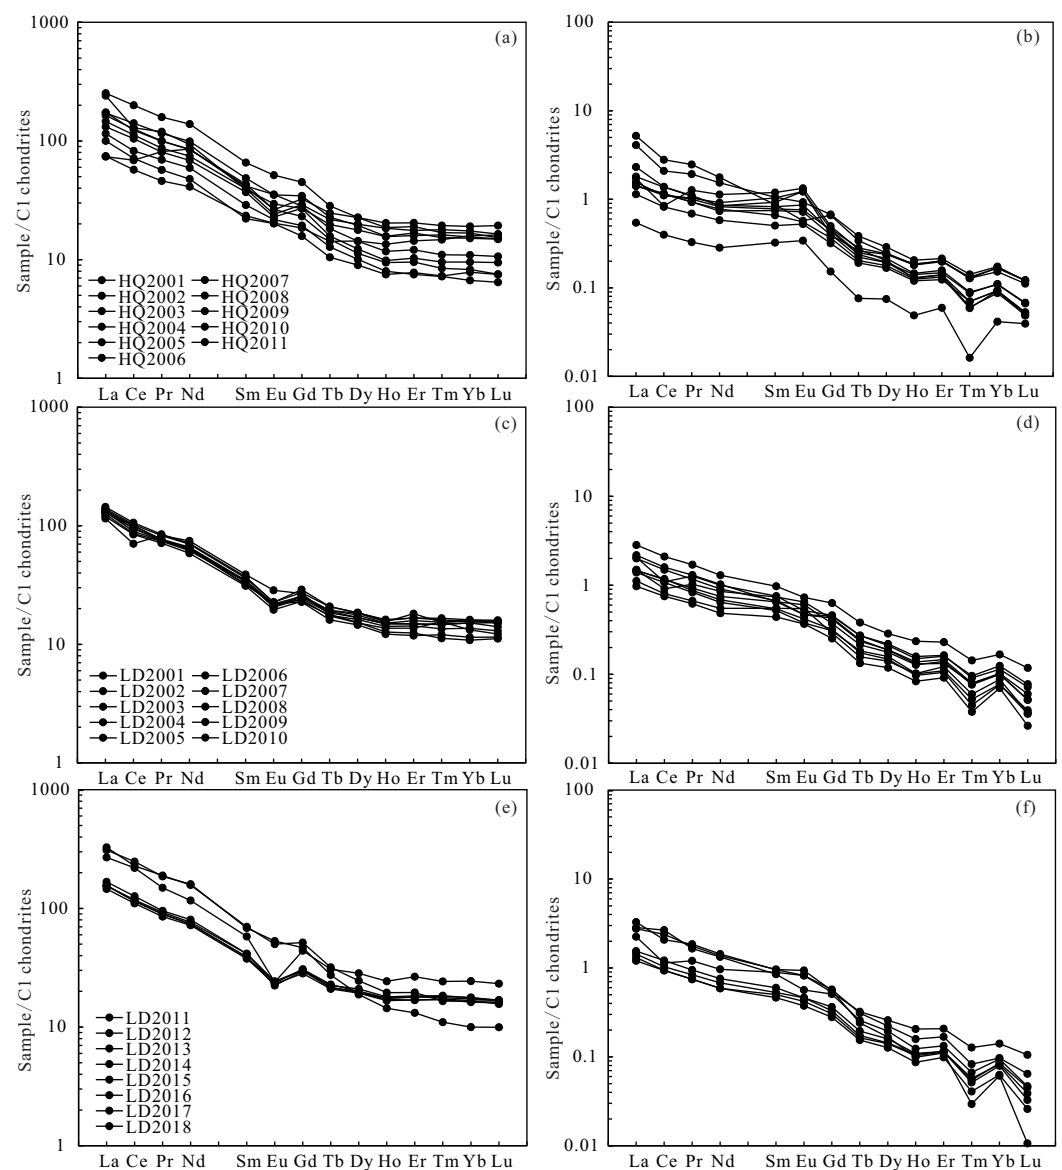 (a)
1000
100
10
1
Sample/C1 chondrites
HQ2001 HQ2007
HQ2002 HQ2008
HQ2003 HQ2009
HQ2004 HQ2010
HQ2005 HQ2011
HQ2006
La Ce Pr Nd Sm Eu Gd Tb Dy Ho Er Tm Yb Lu
(b)
100
10
1
0.1
0.01
Sample/C1 chondrites
La Ce Pr Nd Sm Eu Gd Tb Dy Ho Er Tm Yb Lu
(c)
1000
100
10
1
Sample/C1 chondrites
LD2001 LD2006
LD2002 LD2007
LD2003 LD2008
LD2004 LD2009
LD2005 LD2010
La Ce Pr Nd Sm Eu Gd Tb Dy Ho Er Tm Yb Lu
(d)
100
10
1
0.1
0.01
Sample/C1 chondrites
La Ce Pr Nd Sm Eu Gd Tb Dy Ho Er Tm Yb Lu
(e)
1000
100
10
1
Sample/C1 chondrites
LD2011
LD2012
LD2013
LD2014
LD2015
LD2016
LD2017
LD2018
La Ce Pr Nd Sm Eu Gd Tb Dy Ho Er Tm Yb Lu
(f)
100
10
1
0.1
0.01
Sample/C1 chondrites
La Ce Pr Nd Sm Eu Gd Tb Dy Ho Er Tm Yb Lu